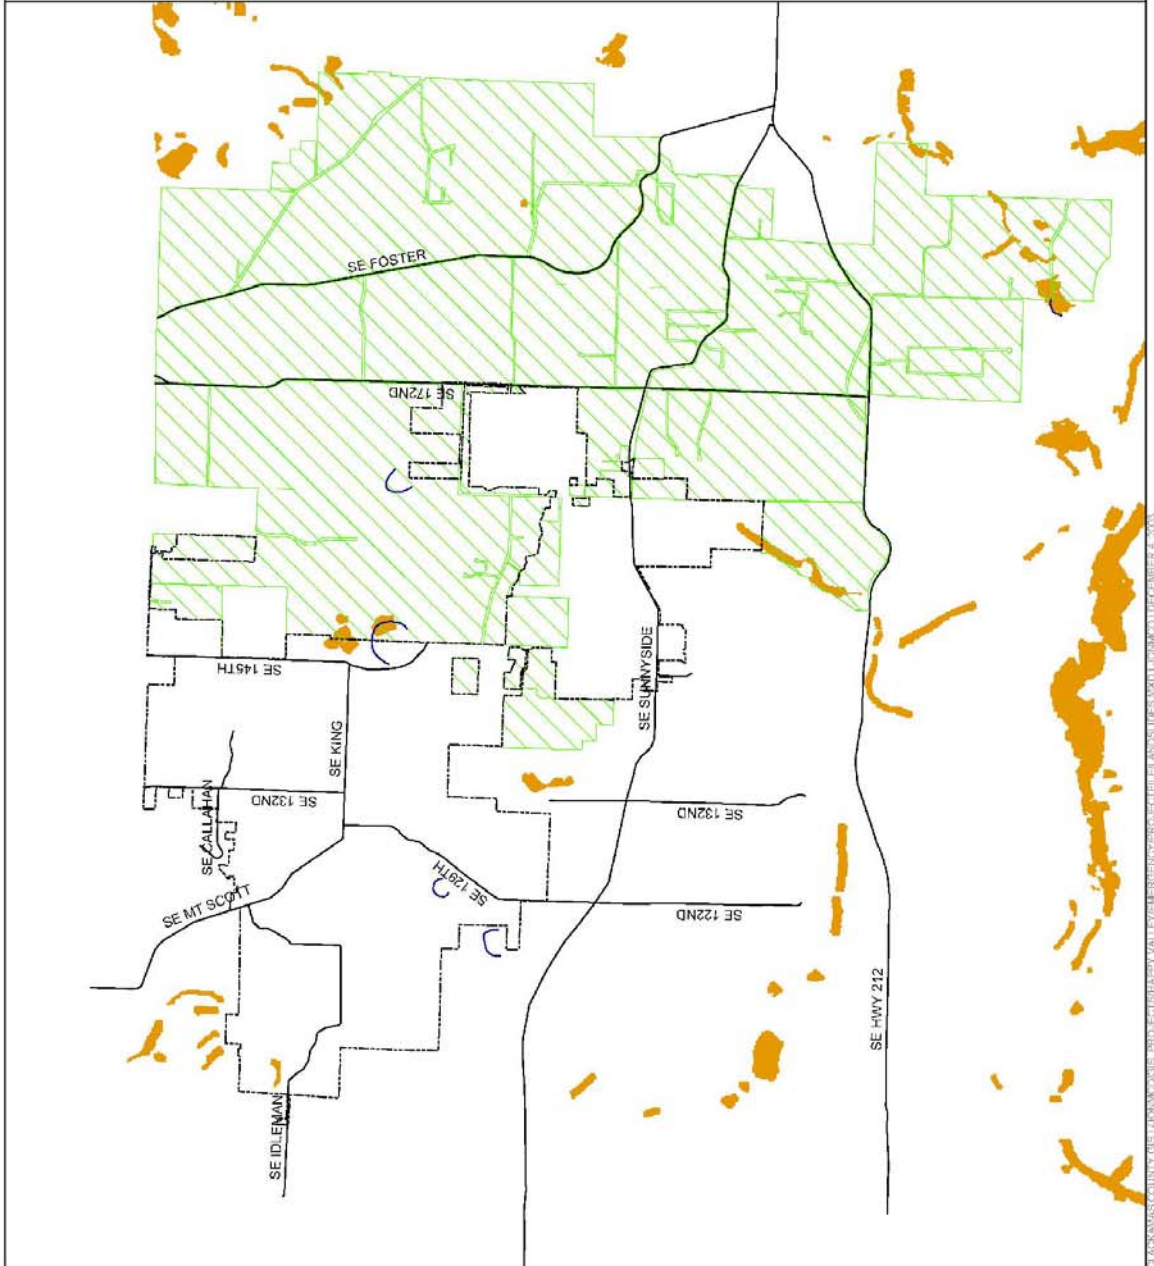 SE FOSTER
SE 172ND
SE 145TH
SE SUNNYSIDE
SE KING
SE 132ND
SE CALLAHAN
SE 132ND
SE 129TH
SE MT SCOTT
SE 122ND
SE HWY 212
SE IDLEMAN